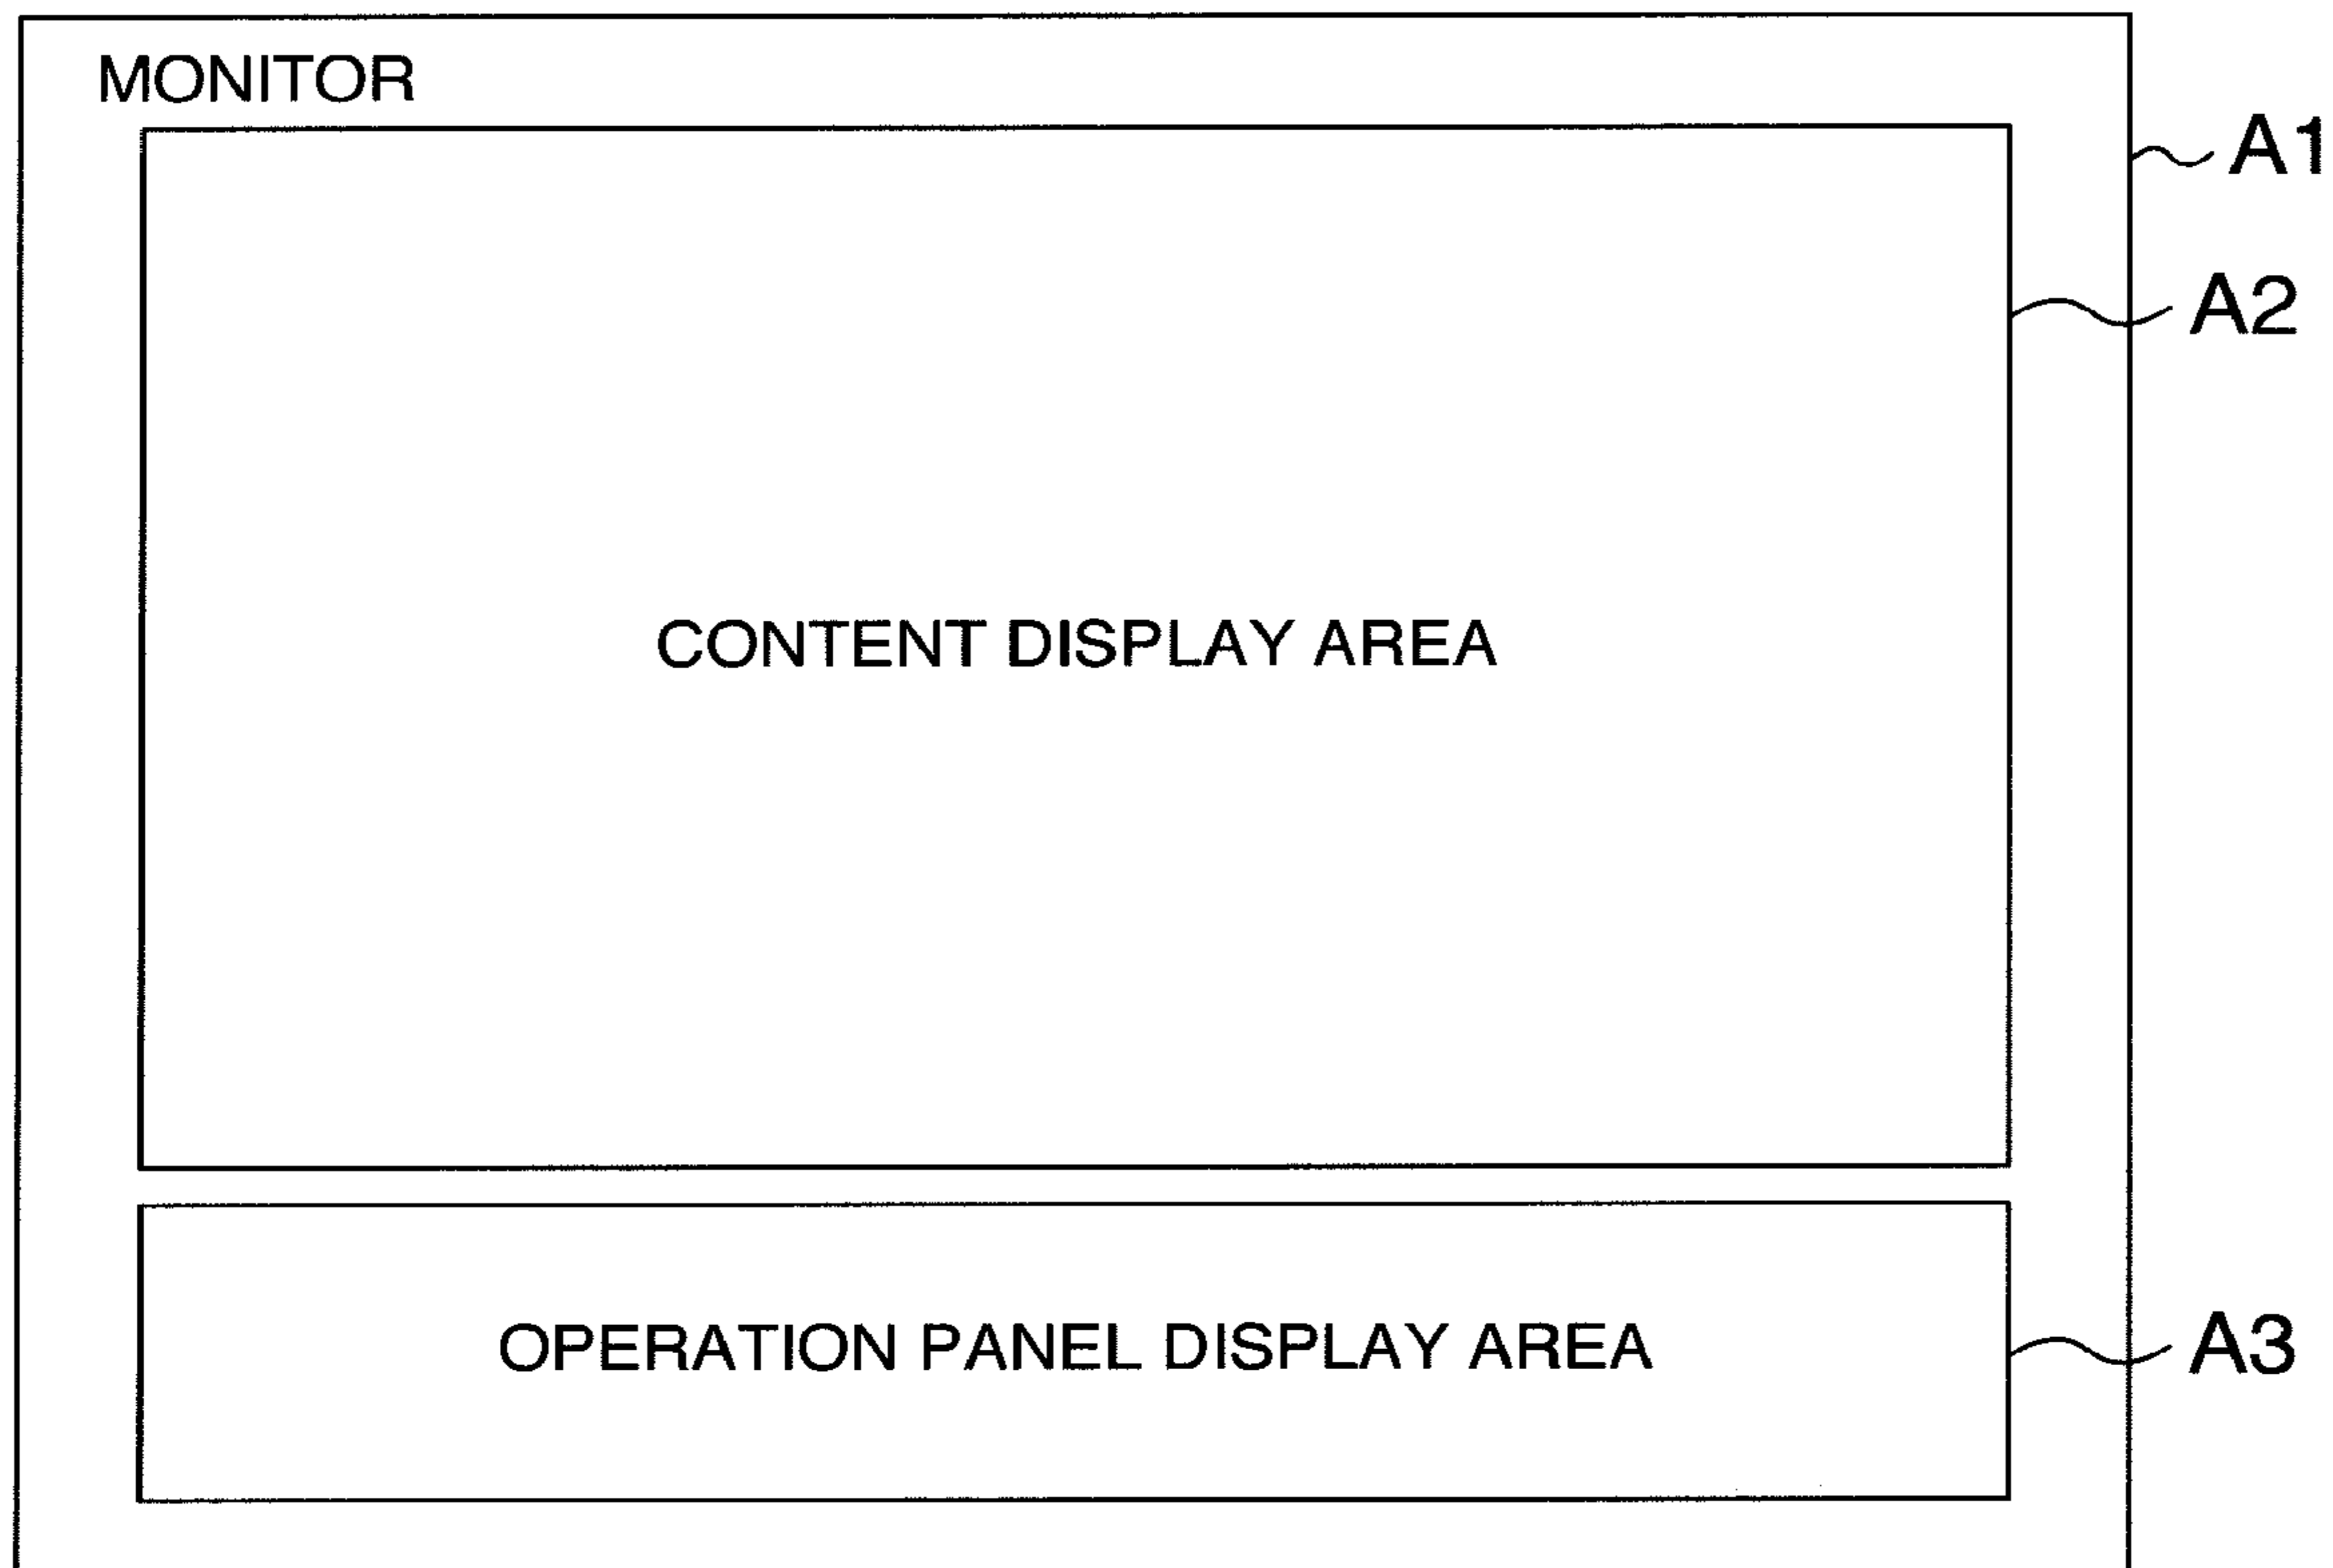 MONITOR
A1
A2
CONTENT DISPLAY AREA
OPERATION PANEL DISPLAY AREA
A3